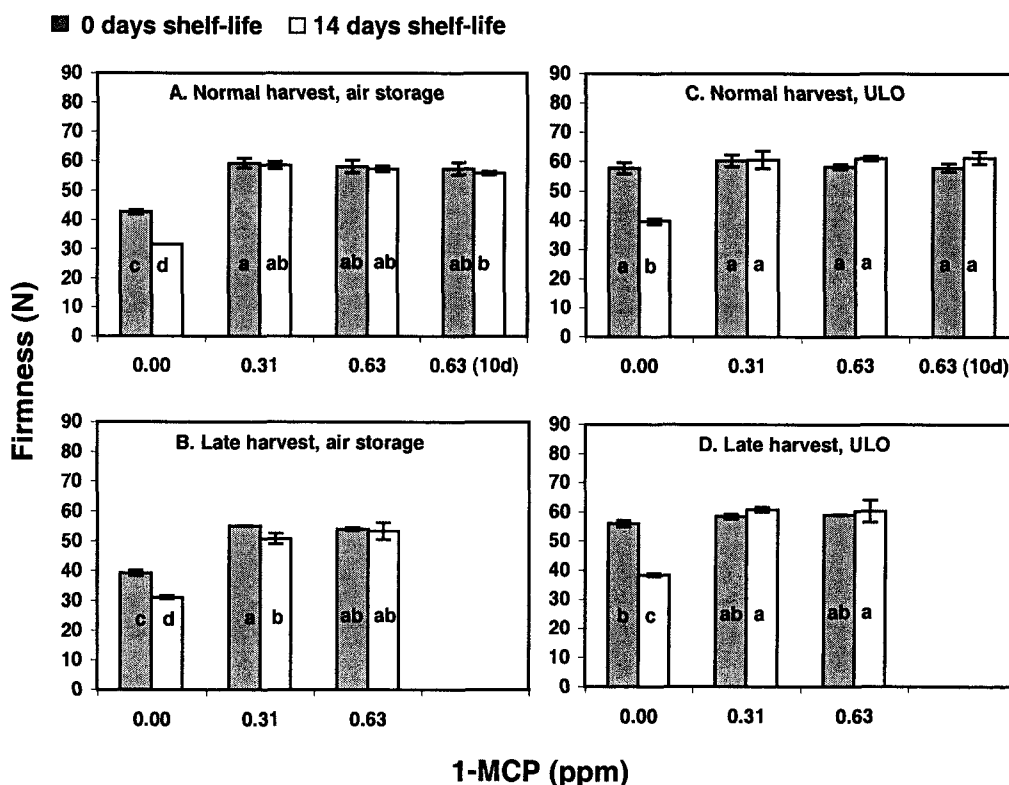 0 days shelf-life 14 days shelf-life
Firmness (N)
A. Normal harvest, air storage
90
80
70
60
50
40
30
20
10
0
c d a ab ab ab ab b
0.00 0.31 0.63 0.63 (10d)
C. Normal harvest, ULO
90
80
70
60
50
40
30
20
10
0
a b a a a a a a
0.00 0.31 0.63 0.63 (10d)
B. Late harvest, air storage
90
80
70
60
50
40
30
20
10
0
c d a b ab ab
0.00 0.31 0.63
D. Late harvest, ULO
90
80
70
60
50
40
30
20
10
0
b c ab a ab a
0.00 0.31 0.63
1-MCP (ppm)